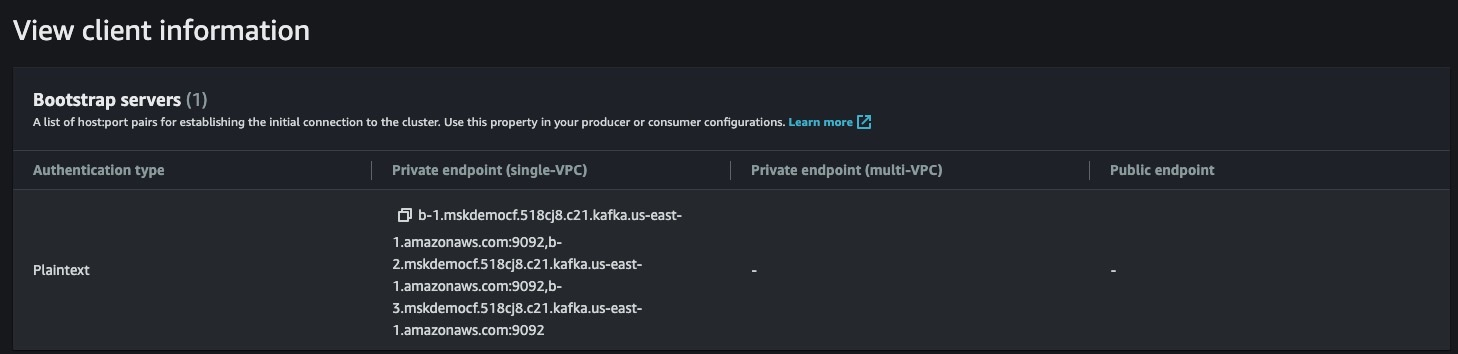 View client information
Bootstrap servers (1)
A list of host:port pairs for establishing the initial connection to the cluster. Use this property in your producer or consumer configurations. Learn more
Authentication type
Private endpoint (single-VPC)
Private endpoint (multi-VPC)
Public endpoint
Plaintext
b-1.mskdemocf.518cj8.c21.kafka.us-east-
1.amazonaws.com:9092,b-
2.mskdemocf.518cj8.c21.kafka.us-east-
1.amazonaws.com:9092,b-
3.mskdemocf.518cj8.c21.kafka.us-east-
1.amazonaws.com:9092
-
-